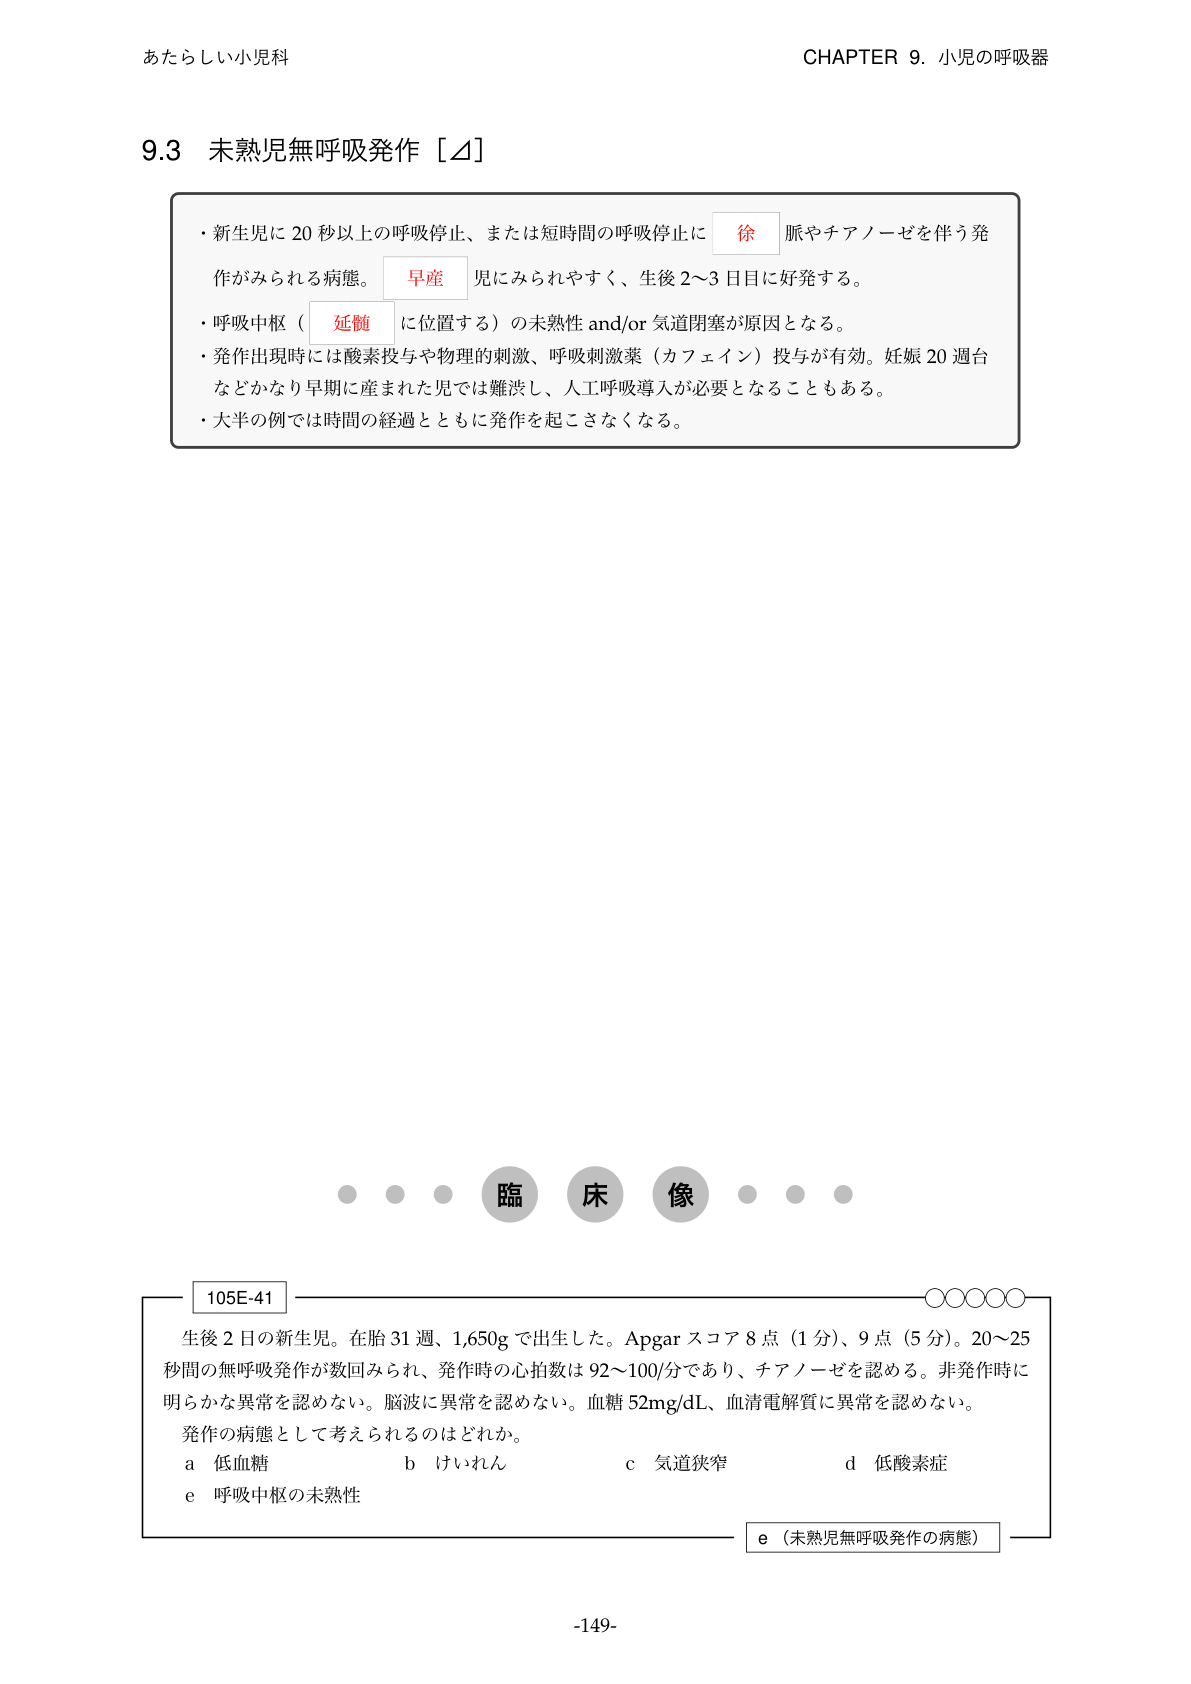 あたらしい小児科
CHAPTER 9. 小児の呼吸器
9.3 未熟児無呼吸発作［⊿］
・新生児に 20 秒以上の呼吸停止、または短時間の呼吸停止に 徐 脈やチアノーゼを伴う発
作がみられる病態。 早産 児にみられやすく、生後 2〜3 日目に好発する。
・呼吸中枢（ 延髄 に位置する）の未熟性 and/or 気道閉塞が原因となる。
・発作出現時には酸素投与や物理的刺激、呼吸刺激薬（カフェイン）投与が有効。妊娠 20 週台
などかなり早期に産まれた児では難渋し、人工呼吸導入が必要となることもある。
・大半の例では時間の経過とともに発作を起こさなくなる。
臨 床 像
105E-41
生後 2 日の新生児。在胎 31 週、1,650g で出生した。Apgar スコア 8 点（1 分）、9 点（5 分）。20〜25
秒間の無呼吸発作が数回みられ、発作時の心拍数は 92〜100/分であり、チアノーゼを認める。非発作時に
明らかな異常を認めない。脳波に異常を認めない。血糖 52mg/dL、血清電解質に異常を認めない。
発作の病態として考えられるのはどれか。
a 低血糖 b けいれん c 気道狭窄 d 低酸素症
e 呼吸中枢の未熟性
e （未熟児無呼吸発作の病態）
-149-